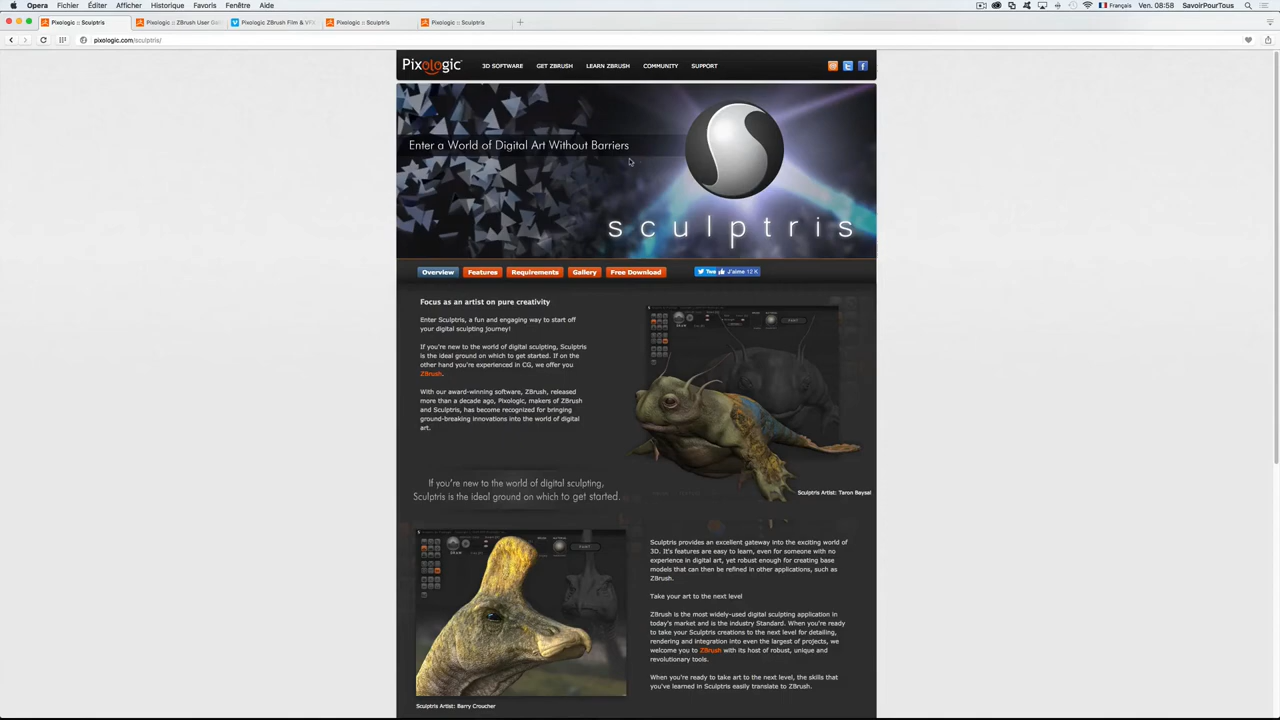 Opera Fichier Éditer Afficher Historique Favoris Fenêtre Aide Français Ven. 08:58 SavoirPourTous
Pixologic :: Sculptris Pixologic :: ZBrush User Ga Pixologic ZBrush Film & VFX Pixologic :: Sculptris Pixologic :: Sculptris
pixologic.com/sculptris/
Pixologic 3D SOFTWARE GET ZBRUSH LEARN ZBRUSH COMMUNITY SUPPORT
Enter a World of Digital Art Without Barriers
sculptris
Overview Features Requirements Gallery Free Download Twe J'aime 12 K
Focus as an artist on pure creativity
Enter Sculptris, a fun and engaging way to start off
your digital sculpting journey!
If you're new to the world of digital sculpting, Sculptris
is the ideal ground on which to get started. If on the
other hand you're experienced in CG, we offer you
ZBrush.
With our award-winning software, ZBrush, released
more than a decade ago, Pixologic, makers of ZBrush
and Sculptris, has become recognized for bringing
ground-breaking innovations into the world of digital
art.
If you're new to the world of digital sculpting,
Sculptris is the ideal ground on which to get started.
Sculptris Artist: Taron Baysal
Sculptris provides an excellent gateway into the exciting world of
3D. It's features are easy to learn, even for someone with no
experience in digital art, yet robust enough for creating base
models that can then be refined in other applications, such as
ZBrush.
Take your art to the next level
ZBrush is the most widely-used digital sculpting application in
today's market and is the industry Standard. When you're ready
to take your Sculptris creations to the next level for detailing,
rendering and integration into even the largest of projects, we
welcome you to ZBrush with its host of robust, unique and
revolutionary tools.
When you're ready to take art to the next level, the skills that
you've learned in Sculptris easily translate to ZBrush.
Sculptris Artist: Barry Croucher